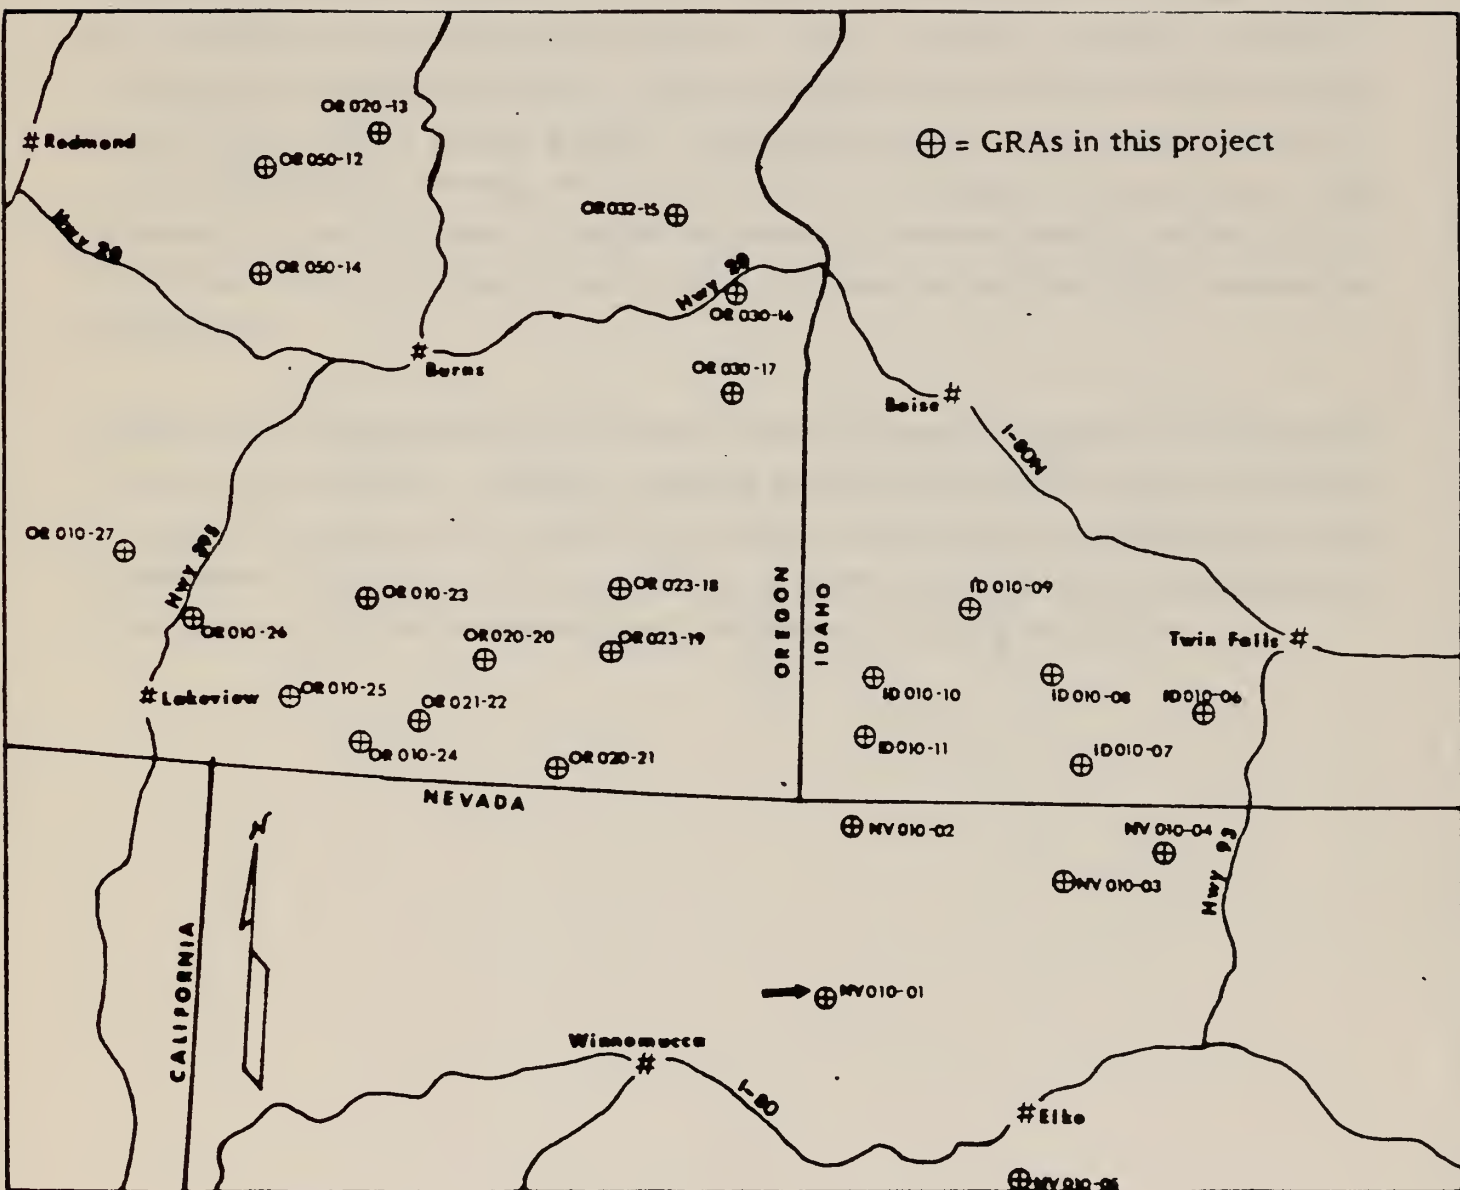 OR 020-13
# Redmond
⊕ = GRAs in this project
OR 050-12
OR 032-15
Hwy 20
OR 050-14
Hwy 20
OR 030-16
# Burns
OR 030-17
Boise #
I-80N
OR 010-27
Hwy 395
OR 010-23
OR 023-18
OREGON
IDAHO
ID 010-09
OR 010-26
OR 020-20
OR 023-19
Twin Falls #
# Lakeview
OR 010-25
OR 021-22
ID 010-10
ID 010-08
ID 010-06
OR 010-24
OR 020-21
ID 010-11
ID 010-07
NEVADA
N
NV 010-02
NV 010-04
Hwy 93
NV 010-03
CALIFORNIA
NV 010-01
Winnemucca
#
I-80
# Elko
NV 010-05